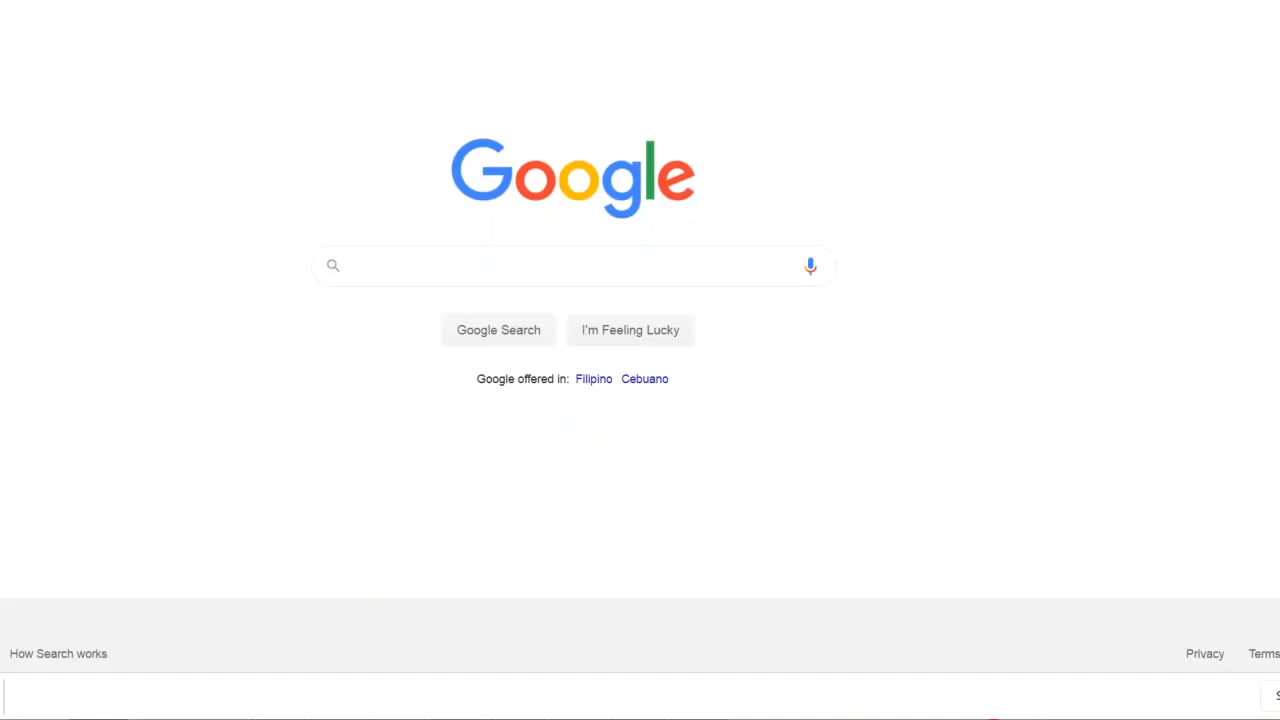 Google
Google Search
I'm Feeling Lucky
Google offered in: Filipino Cebuano
How Search works
Privacy
Terms